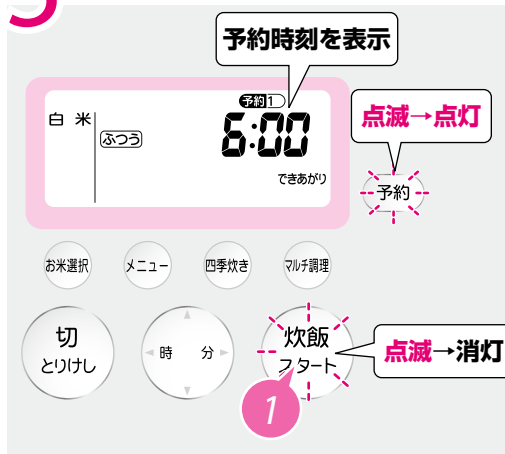 予約時刻を表示
予約1
白米
ふつう
6:00
できあがり
点滅→点灯
予約
お米選択
メニュー
四季炊き
マルチ調理
切
とりけし
時 分
炊飯
スタート
点滅→消灯
1